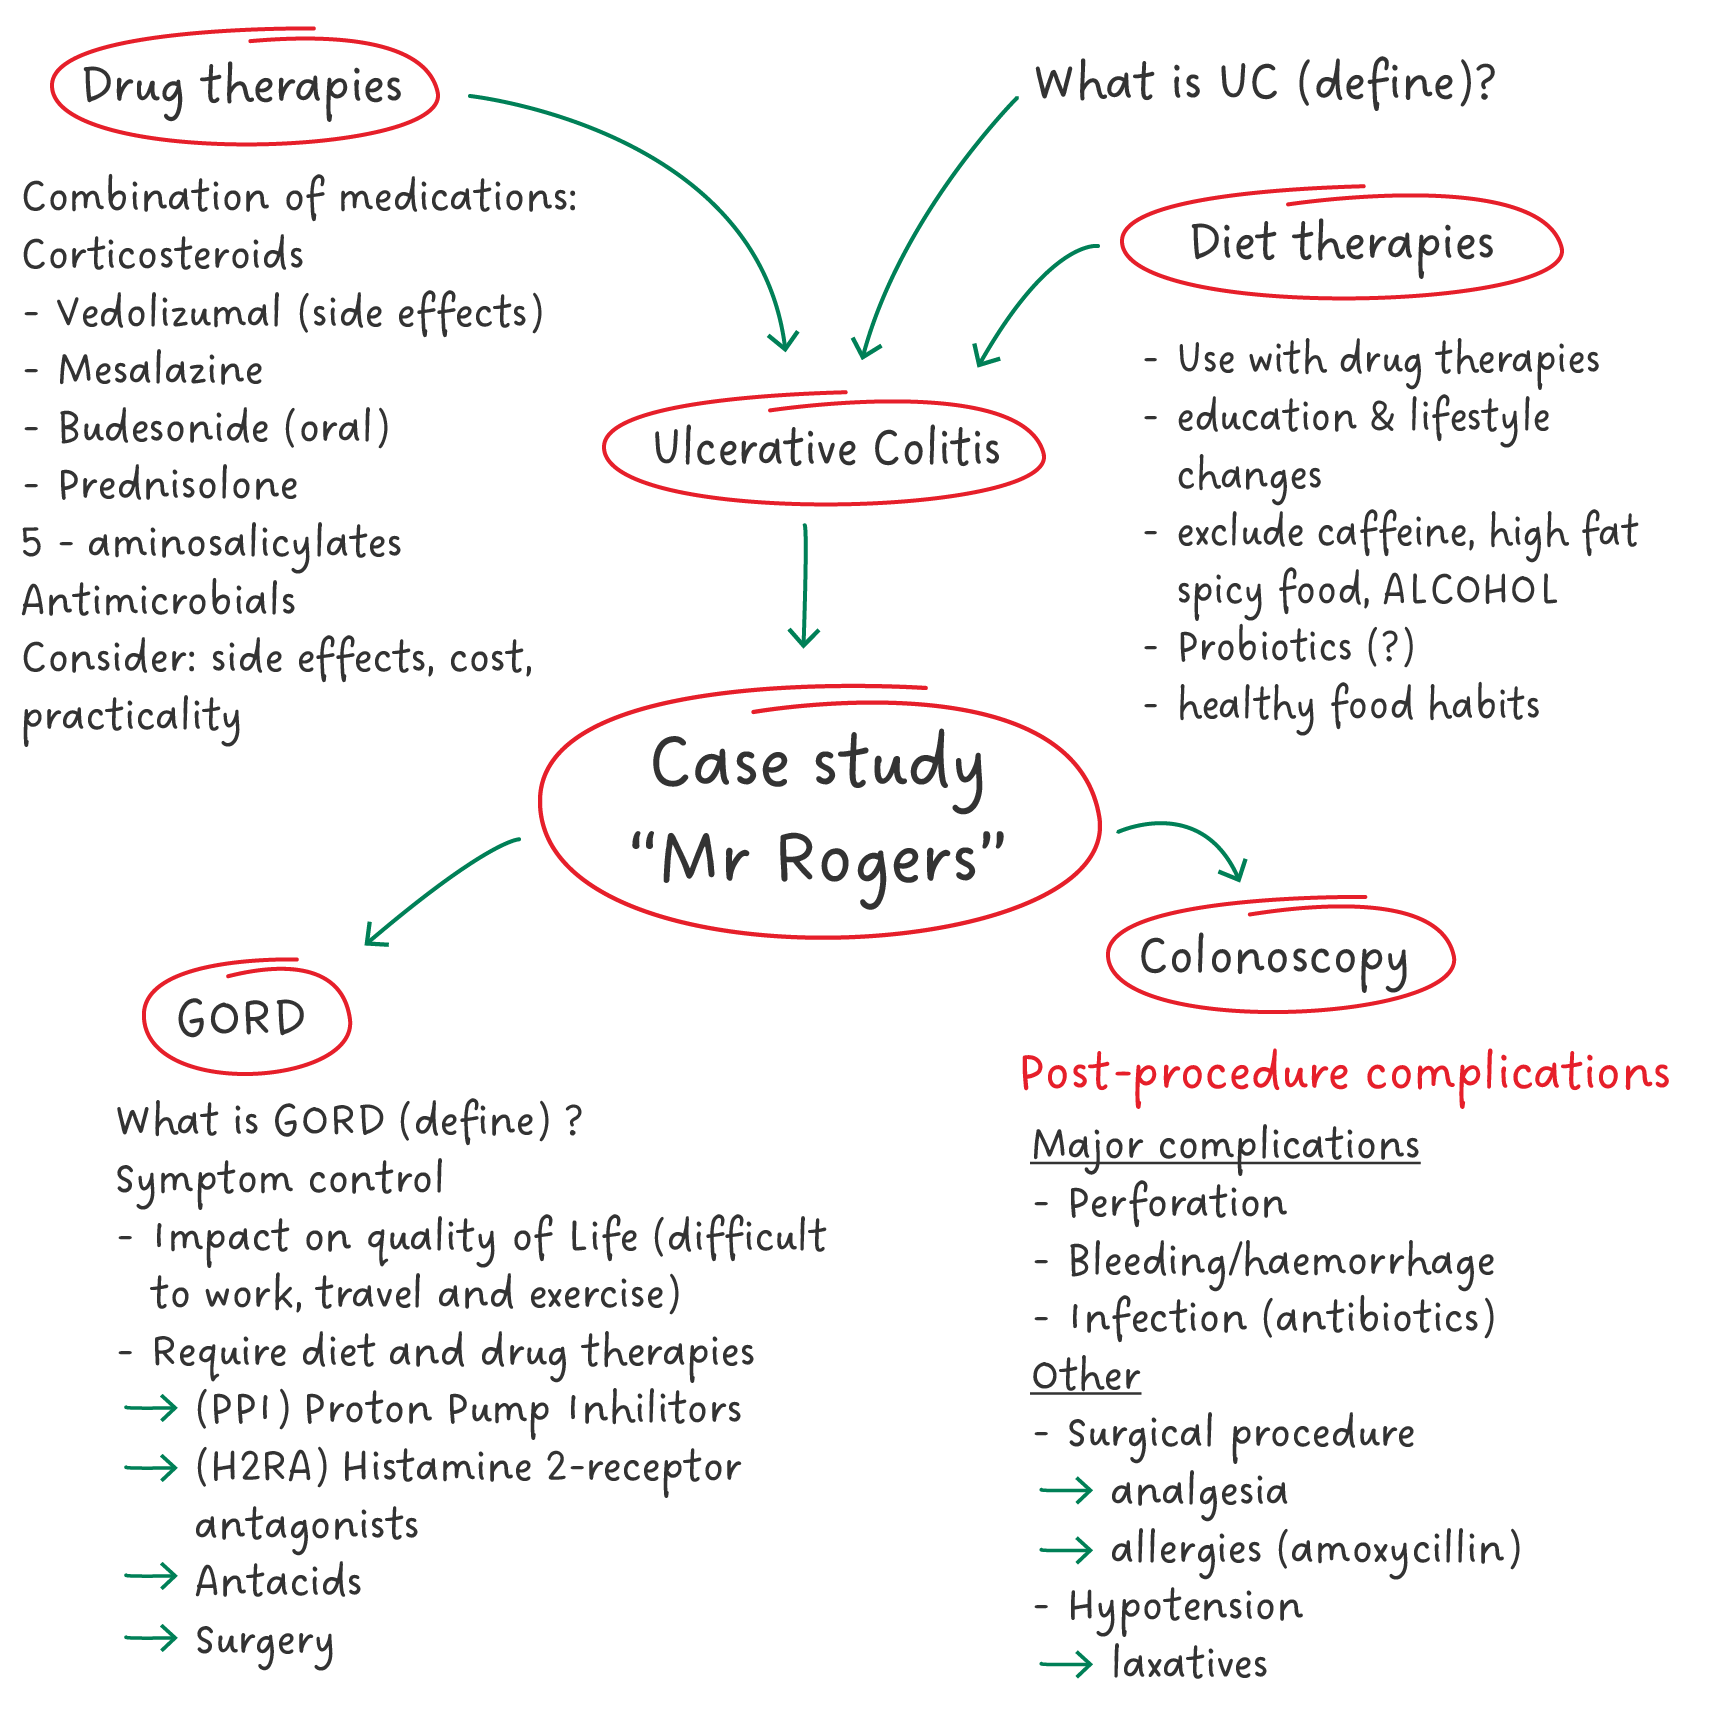 Drug therapies
Combination of medications:
Corticosteroids
- Vedolizumal (side effects)
- Mesalazine
- Budesonide (oral)
- Prednisolone
5 - aminosalicylates
Antimicrobials
Consider: side effects, cost,
practicality
What is UC (define)?
Diet therapies
- Use with drug therapies
- education & lifestyle
changes
- exclude caffeine, high fat
spicy food, ALCOHOL
- Probiotics (?)
- healthy food habits
Ulcerative Colitis
Case study
“Mr Rogers”
GORD
What is GORD (define) ?
Symptom control
- Impact on quality of Life (difficult
to work, travel and exercise)
- Require diet and drug therapies
→ (PPI) Proton Pump Inhilitors
→ (H2RA) Histamine 2-receptor
antagonists
→ Antacids
→ Surgery
Colonoscopy
Post-procedure complications
Major complications
- Perforation
- Bleeding/haemorrhage
- Infection (antibiotics)
Other
- Surgical procedure
→ analgesia
→ allergies (amoxycillin)
- Hypotension
→ laxatives